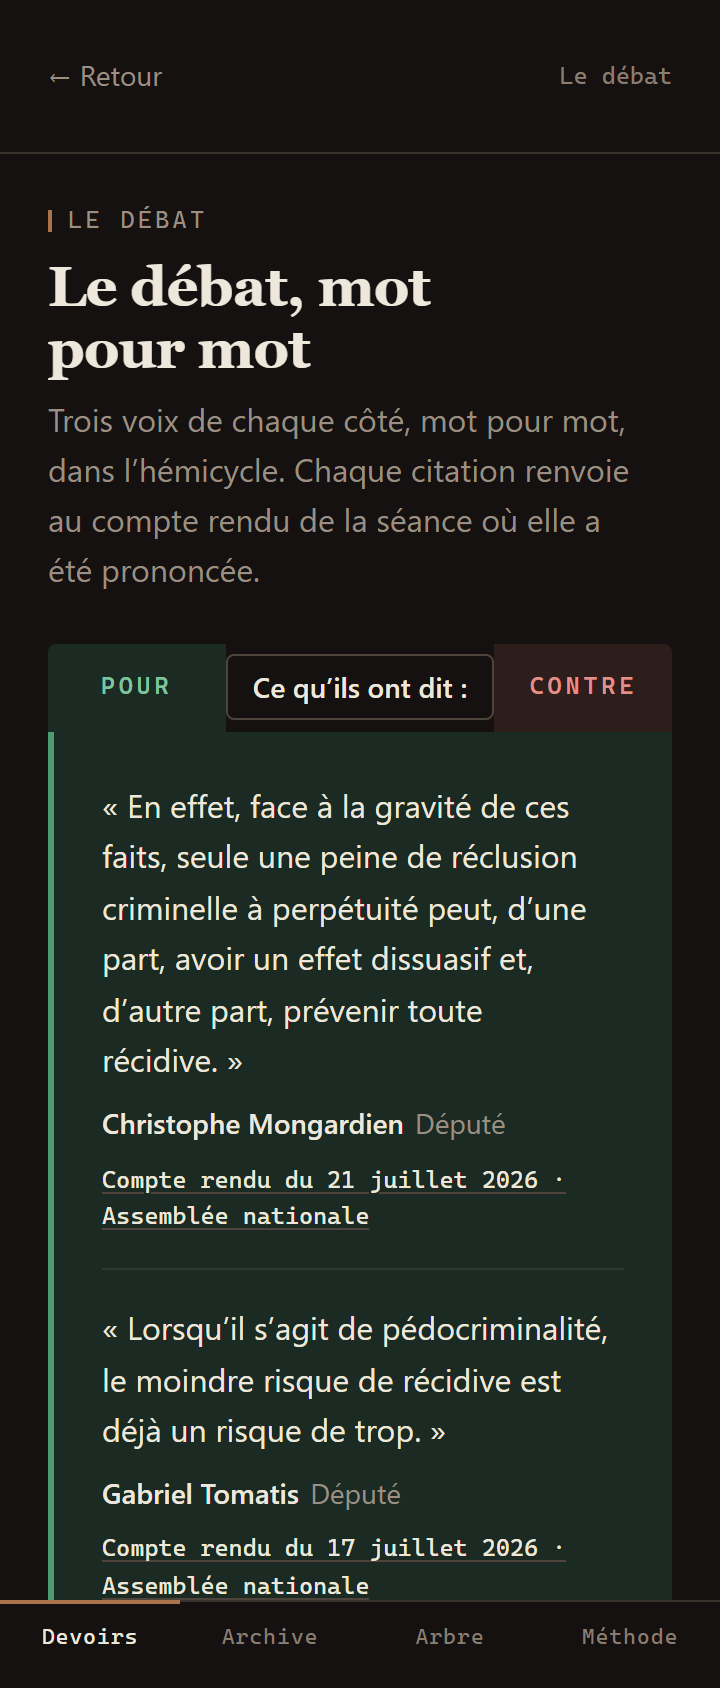 ← Retour
Le débat
LE DÉBAT
Le débat, mot
pour mot
Trois voix de chaque côté, mot pour mot,
dans l’hémicycle. Chaque citation renvoie
au compte rendu de la séance où elle a
été prononcée.
POUR
Ce qu’ils ont dit :
CONTRE
« En effet, face à la gravité de ces
faits, seule une peine de réclusion
criminelle à perpétuité peut, d’une
part, avoir un effet dissuasif et,
d’autre part, prévenir toute
récidive. »
Christophe Mongardien Député
Compte rendu du 21 juillet 2026 ·
Assemblée nationale
« Lorsqu’il s’agit de pédocriminalité,
le moindre risque de récidive est
déjà un risque de trop. »
Gabriel Tomatis Député
Compte rendu du 17 juillet 2026 ·
Assemblée nationale
Devoirs
Archive
Arbre
Méthode